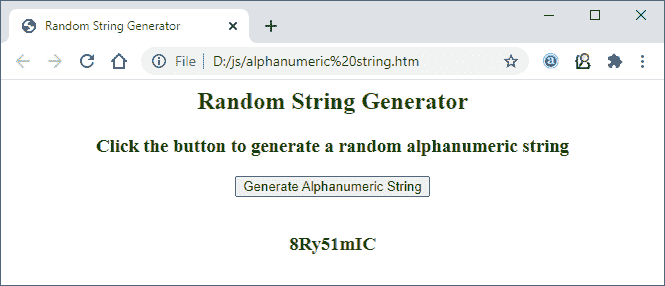 Random String Generator
File D:/js/alphanumeric%20string.htm
Random String Generator
Click the button to generate a random alphanumeric string
Generate Alphanumeric String
8Ry51mIC